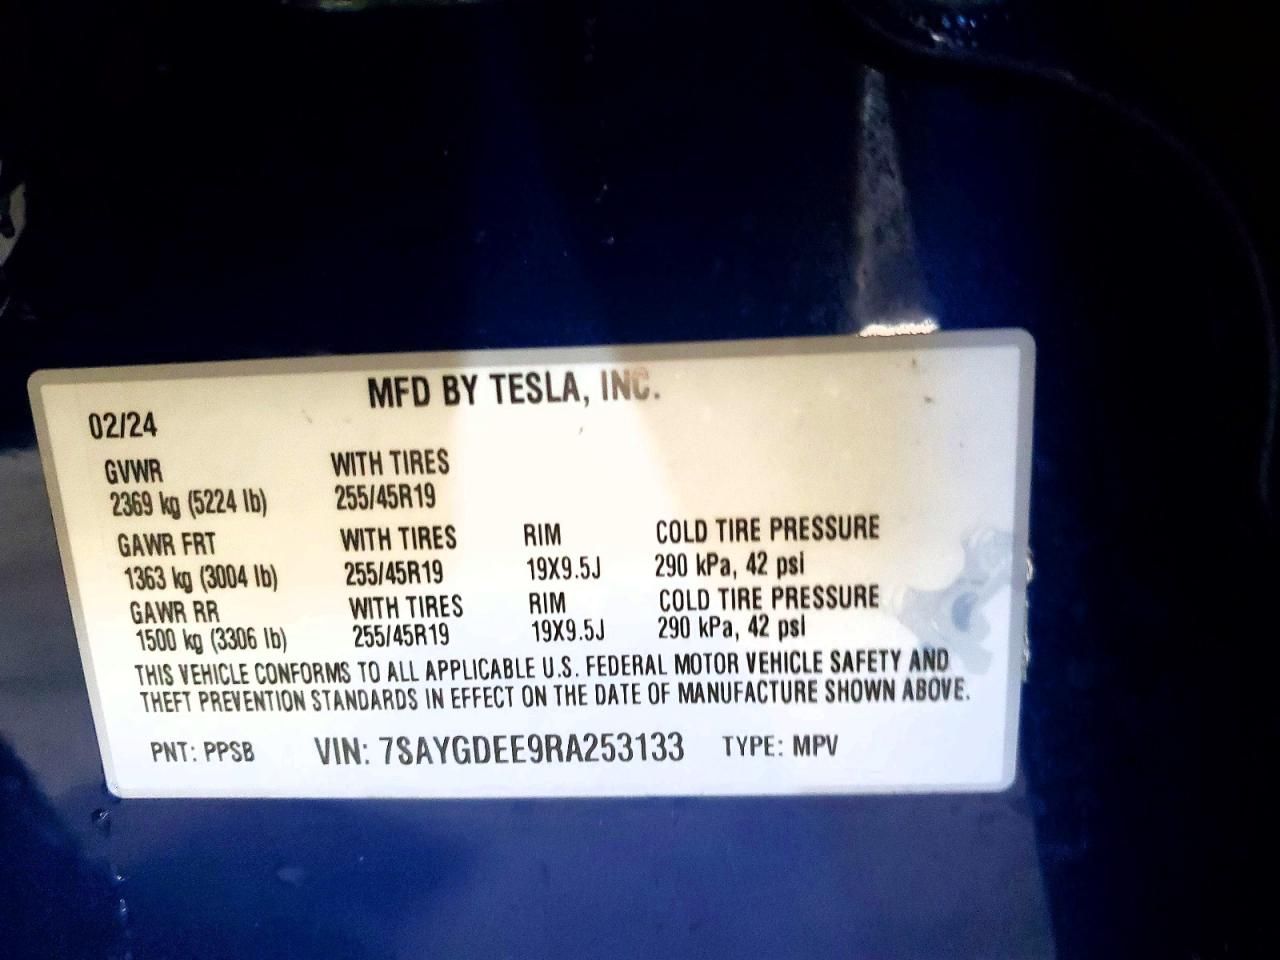 MFD BY TESLA, INC.
02/24
GVWR WITH TIRES
2369 kg (5224 lb) 255/45R19
GAWR FRT WITH TIRES RIM COLD TIRE PRESSURE
1363 kg (3004 lb) 255/45R19 19X9.5J 290 kPa, 42 psi
GAWR RR WITH TIRES RIM COLD TIRE PRESSURE
1500 kg (3306 lb) 255/45R19 19X9.5J 290 kPa, 42 psi
THIS VEHICLE CONFORMS TO ALL APPLICABLE U.S. FEDERAL MOTOR VEHICLE SAFETY AND
THEFT PREVENTION STANDARDS IN EFFECT ON THE DATE OF MANUFACTURE SHOWN ABOVE.
PNT: PPSB VIN: 7SAYGDEE9RA253133 TYPE: MPV